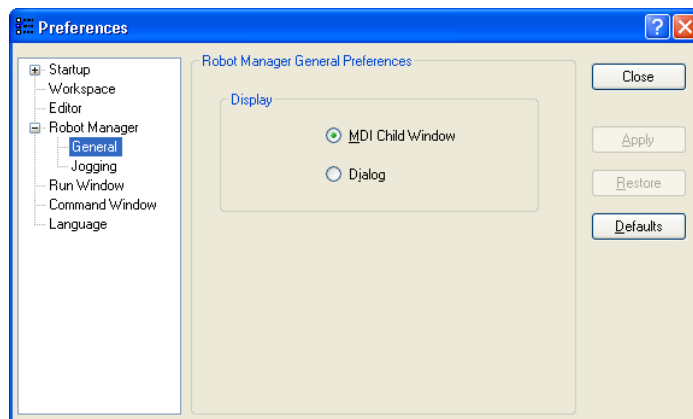 Preferences
Startup
Workspace
Editor
Robot Manager
General
Jogging
Run Window
Command Window
Language
Robot Manager General Preferences
Display
MDI Child Window
Dialog
Close
Apply
Restore
Defaults